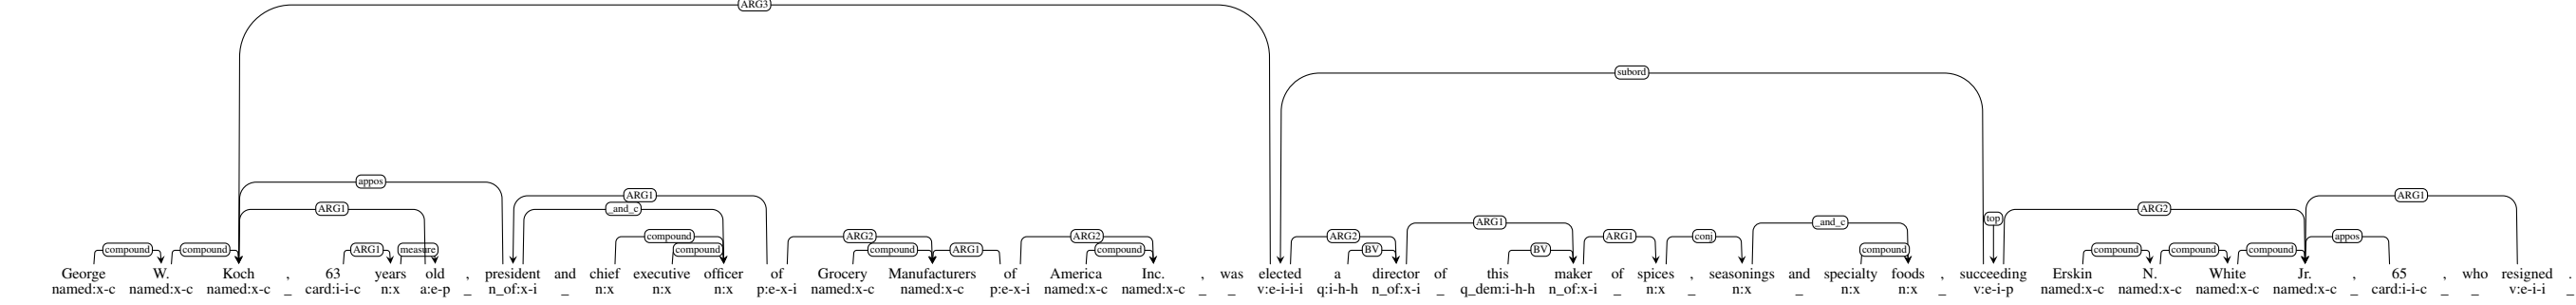 ARG3
subord
appos
ARG1 ARG1
ARG1 _and_c top ARG2
compound ARG2 ARG2 ARG2 ARG1 ARG1 conj _and_c appos
compound compound ARG1 measure compound compound ARG1 compound BV BV compound compound compound compound
George W. Koch , 63 years old , president and chief executive officer of Grocery Manufacturers of America Inc. , was elected a director of this maker of spices , seasonings and specialty foods , succeeding Erskin N. White Jr. , 65 , who resigned .
named:x-c named:x-c named:x-c _ card:i-i-c n:x a:e-p _ n_of:x-i _ n:x n:x n:x p:e-x-i named:x-c named:x-c p:e-x-i named:x-c named:x-c _ _ v:e-i-i-i q:i-h-h n_of:x-i _ q_dem:i-h-h n_of:x-i _ n:x _ n:x _ n:x n:x _ v:e-i-p named:x-c named:x-c named:x-c named:x-c _ card:i-i-c _ _ v:e-i-i _